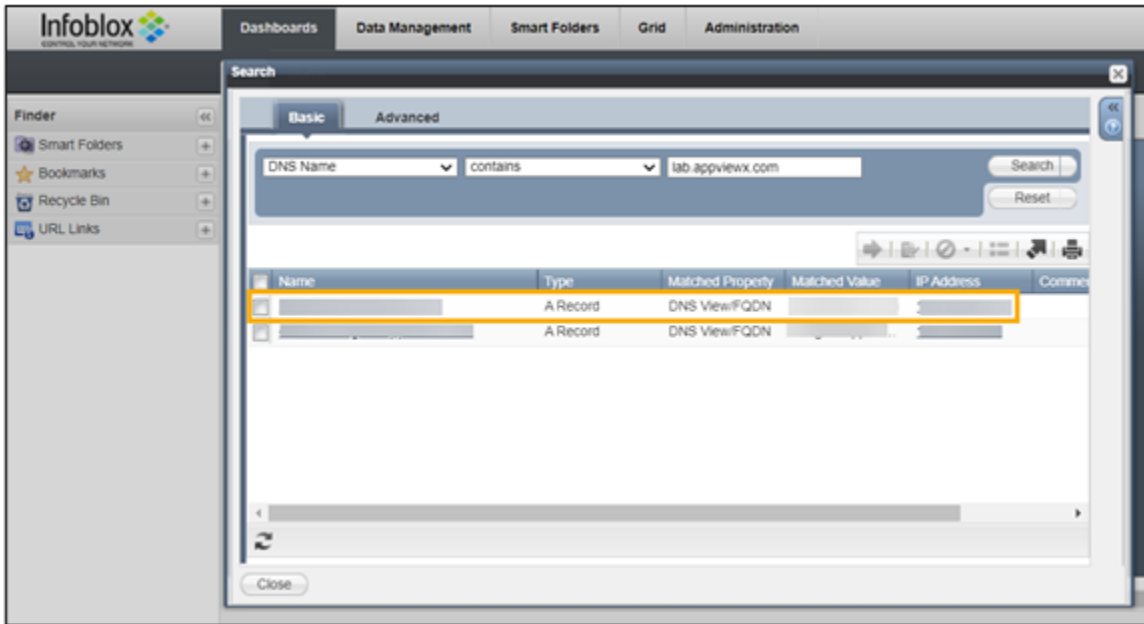 Infoblox
CONTROL YOUR NETWORK
Dashboards Data Management Smart Folders Grid Administration
Search
Finder
Smart Folders
Bookmarks
Recycle Bin
URL Links
Basic Advanced
DNS Name contains lab.appviewx.com Search
Reset
Name Type Matched Property Matched Value IP Address Commen
A Record DNS View/FQDN
A Record DNS View/FQDN
Close